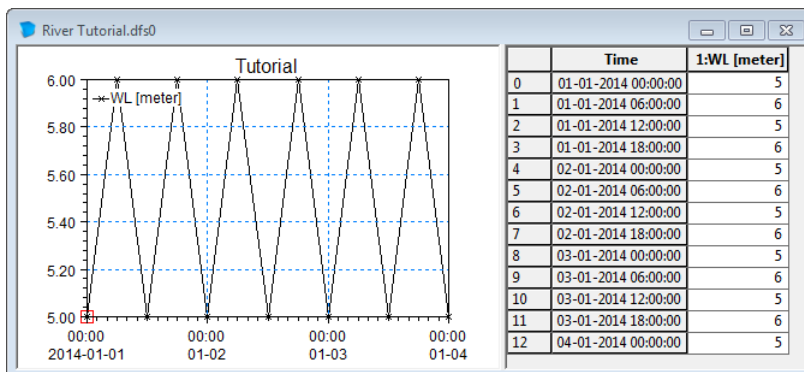 River Tutorial.dfs0
Tutorial
WL [meter]
6.00
5.80
5.60
5.40
5.20
5.00
00:00 00:00 00:00 00:00
2014-01-01 01-02 01-03 01-04
Time 1:WL [meter]
0 01-01-2014 00:00:00 5
1 01-01-2014 06:00:00 6
2 01-01-2014 12:00:00 5
3 01-01-2014 18:00:00 6
4 02-01-2014 00:00:00 5
5 02-01-2014 06:00:00 6
6 02-01-2014 12:00:00 5
7 02-01-2014 18:00:00 6
8 03-01-2014 00:00:00 5
9 03-01-2014 06:00:00 6
10 03-01-2014 12:00:00 5
11 03-01-2014 18:00:00 6
12 04-01-2014 00:00:00 5